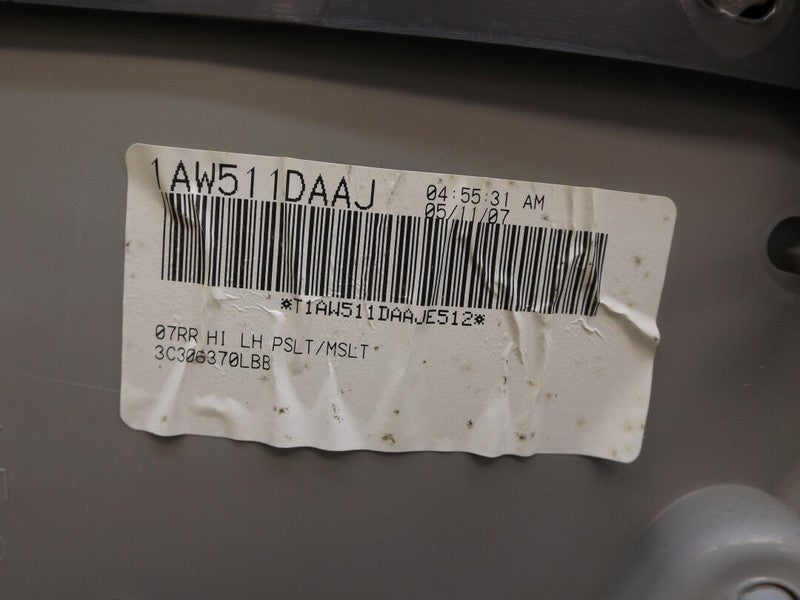 1AW511DAAJ
04:55:31 AM
05/11/07
*T1AW511DAAJE512*
07RR HI LH PSLT/MSLT
3C306370LBB